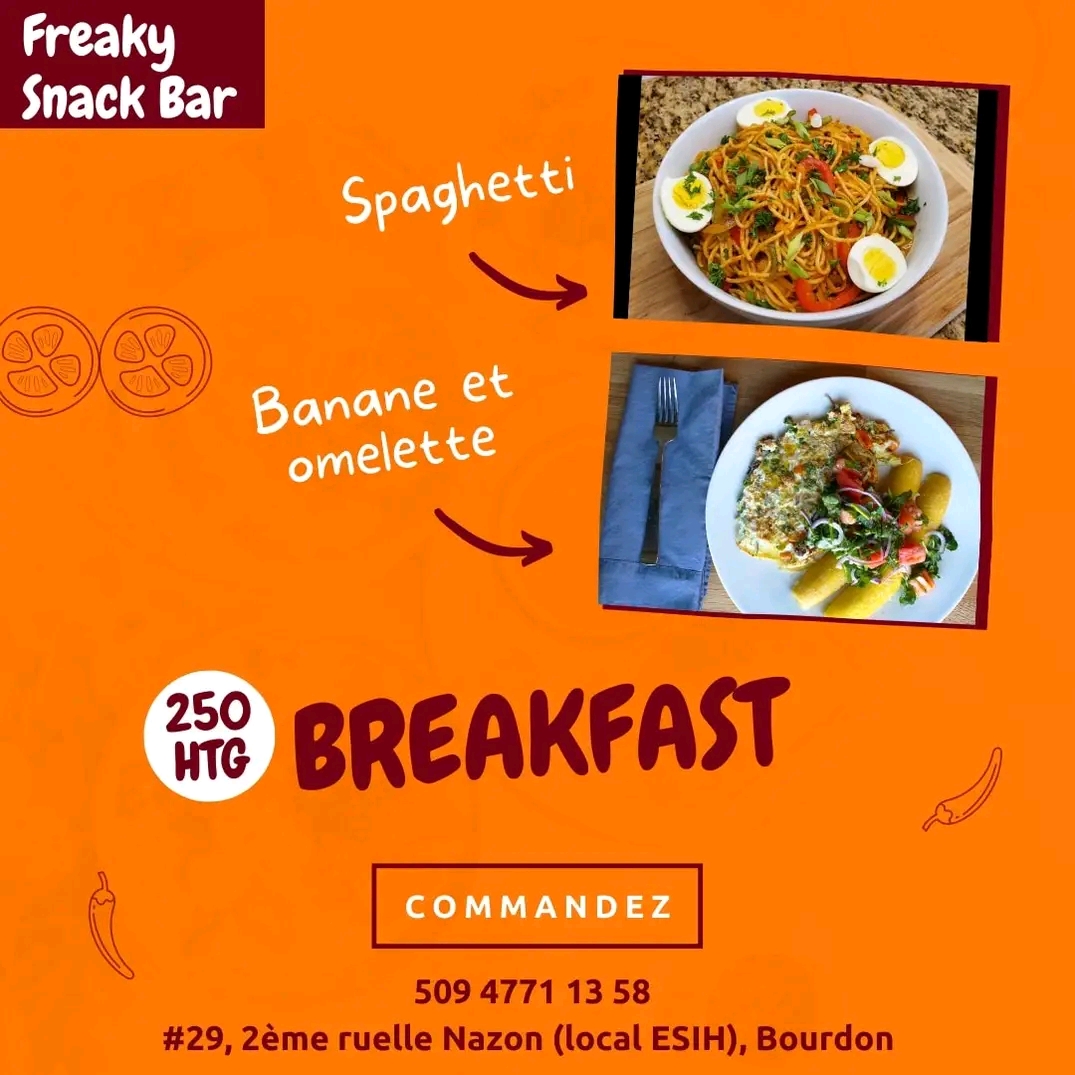 Freaky
Snack Bar
Spaghetti
Banane et
omelette
250
HTG
BREAKFAST
COMMANDEZ
509 4771 13 58
#29, 2ème ruelle Nazon (local ESIH), Bourdon